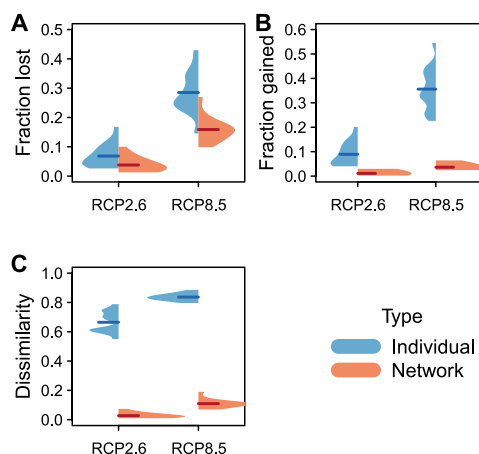 A
Fraction lost
0.5
0.4
0.3
0.2
0.1
0.0
RCP2.6 RCP8.5
B
Fraction gained
0.6
0.5
0.4
0.3
0.2
0.1
0.0
RCP2.6 RCP8.5
C
Dissimilarity
1.0
0.8
0.6
0.4
0.2
0.0
RCP2.6 RCP8.5
Type
Individual
Network